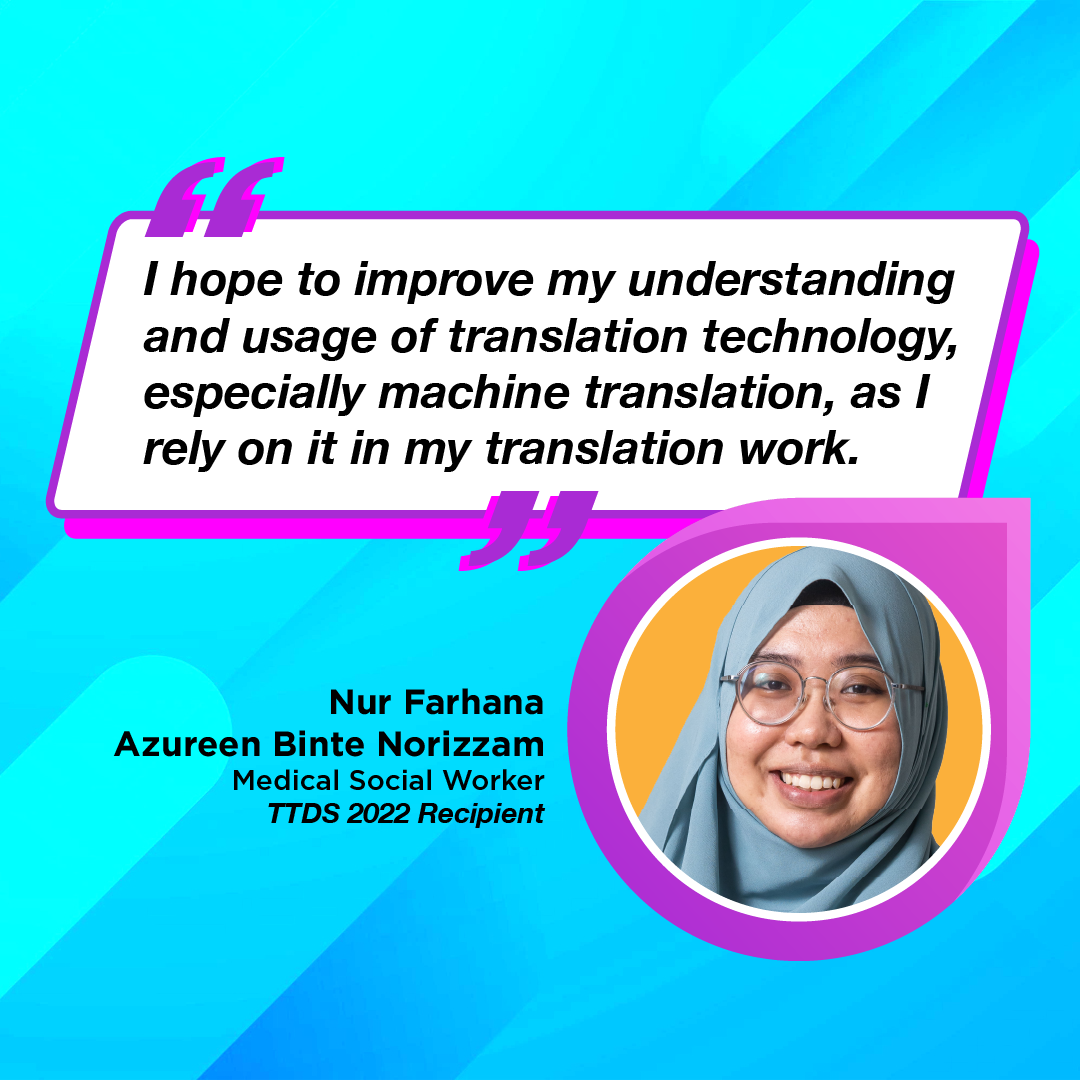 “
I hope to improve my understanding
and usage of translation technology,
especially machine translation, as I
rely on it in my translation work.
”
Nur Farhana
Azureen Binte Norizzam
Medical Social Worker
TTDS 2022 Recipient